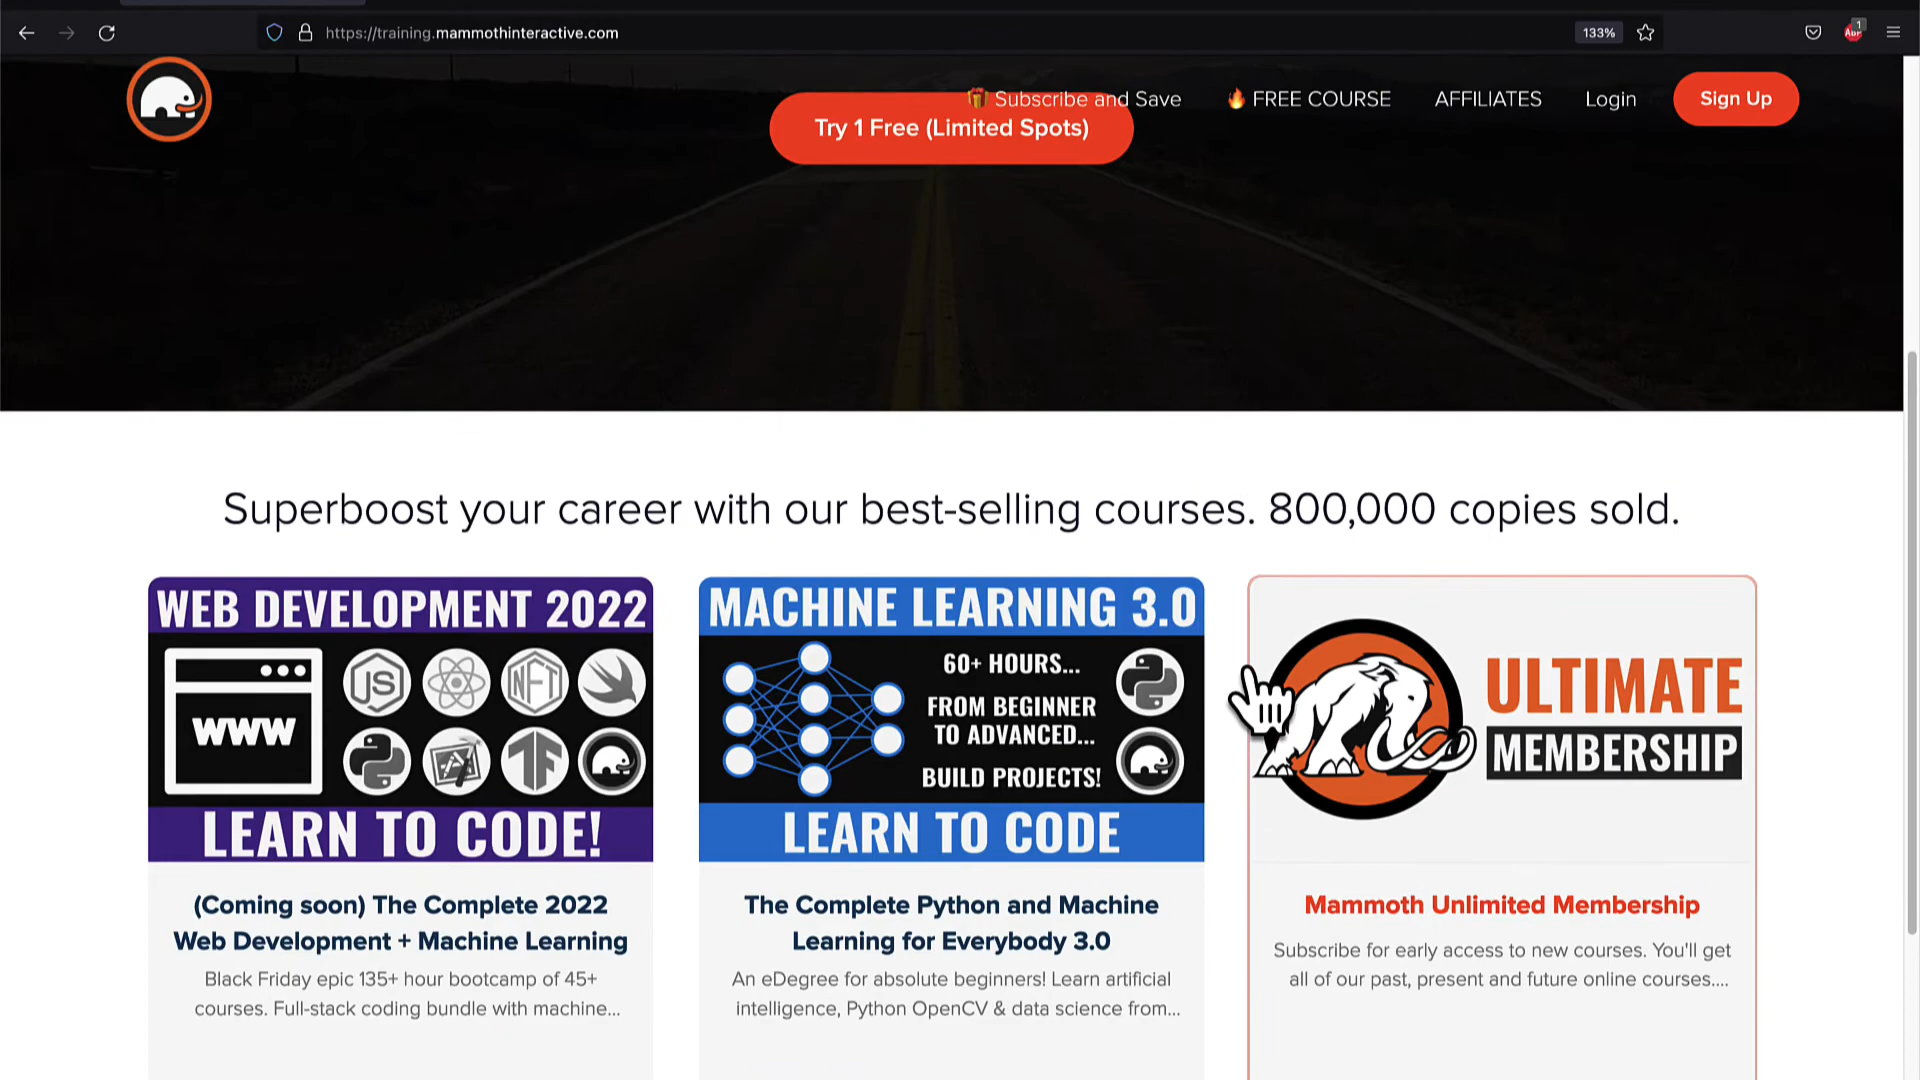 https://training.mammothinteractive.com
133%
1
ABP
Subscribe and Save
FREE COURSE
AFFILIATES
Login
Sign Up
Try 1 Free (Limited Spots)
Superboost your career with our best-selling courses. 800,000 copies sold.
WEB DEVELOPMENT 2022
WWW
JS
NFT
TF
LEARN TO CODE!
(Coming soon) The Complete 2022
Web Development + Machine Learning
Black Friday epic 135+ hour bootcamp of 45+
courses. Full-stack coding bundle with machine...
MACHINE LEARNING 3.0
60+ HOURS...
FROM BEGINNER
TO ADVANCED...
BUILD PROJECTS!
LEARN TO CODE
The Complete Python and Machine
Learning for Everybody 3.0
An eDegree for absolute beginners! Learn artificial
intelligence, Python OpenCV & data science from...
ULTIMATE
MEMBERSHIP
Mammoth Unlimited Membership
Subscribe for early access to new courses. You'll get
all of our past, present and future online courses....